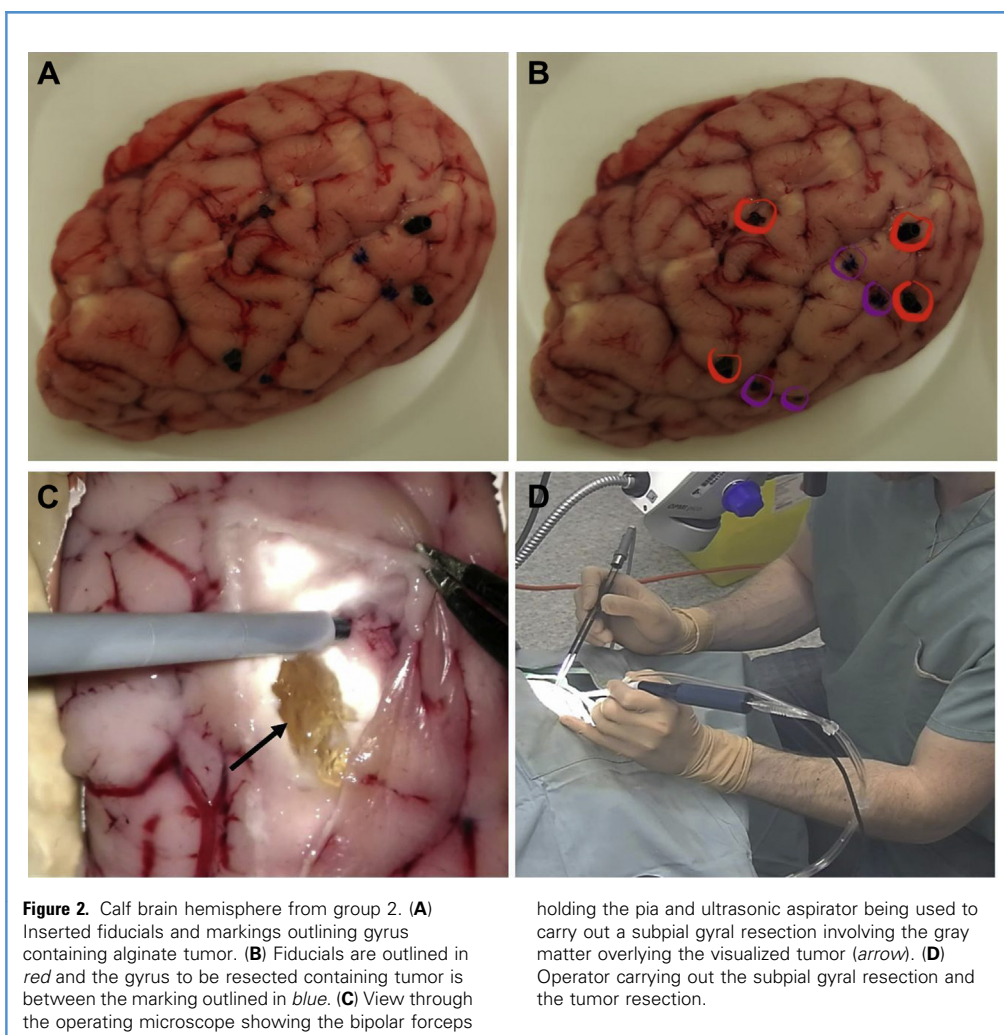 A
B
C
D
Figure 2. Calf brain hemisphere from group 2. (A)
Inserted fiducials and markings outlining gyrus
containing alginate tumor. (B) Fiducials are outlined in
red and the gyrus to be resected containing tumor is
between the marking outlined in blue. (C) View through
the operating microscope showing the bipolar forceps
holding the pia and ultrasonic aspirator being used to
carry out a subpial gyral resection involving the gray
matter overlying the visualized tumor (arrow). (D)
Operator carrying out the subpial gyral resection and
the tumor resection.